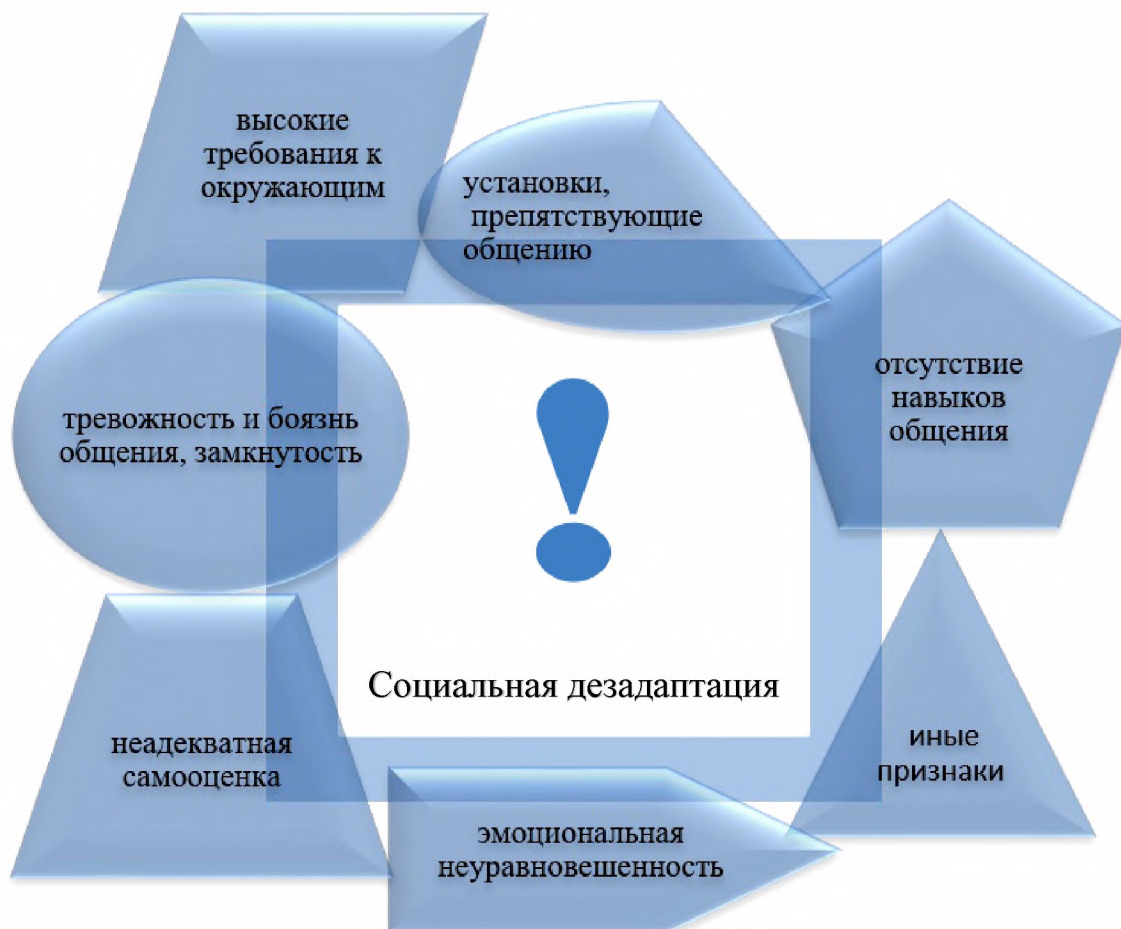 высокие
требования к
окружающим
установки,
препятствующие
общению
отсутствие
навыков
общения
тревожность и боязнь
общения, замкнутость
!
Социальная дезадаптация
неадекватная
самооценка
иные
признаки
эмоциональная
неуравновешенность